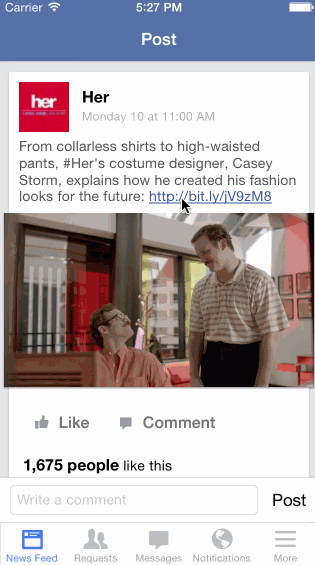 Carrier 5:27 PM
Post
her
Her
Monday 10 at 11:00 AM
From collarless shirts to high-waisted
pants, #Her's costume designer, Casey
Storm, explains how he created his fashion
looks for the future: http://bit.ly/jV9zM8
Like Comment
1,675 people like this
Write a comment Post
News Feed Requests Messages Notifications More